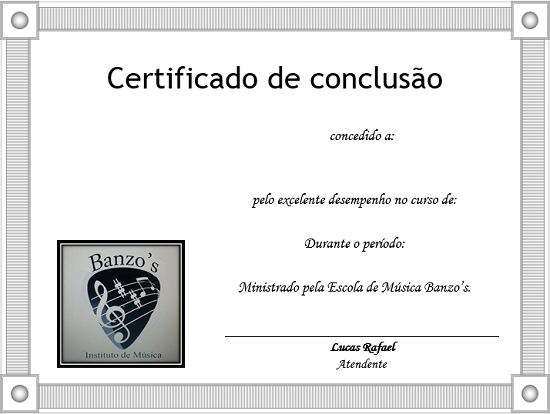 Certificado de conclusão
concedido a:
pelo excelente desempenho no curso de:
Durante o período:
Ministrado pela Escola de Música Banzo's.
Banzo's
Instituto de Música
Lucas Rafael
Atendente